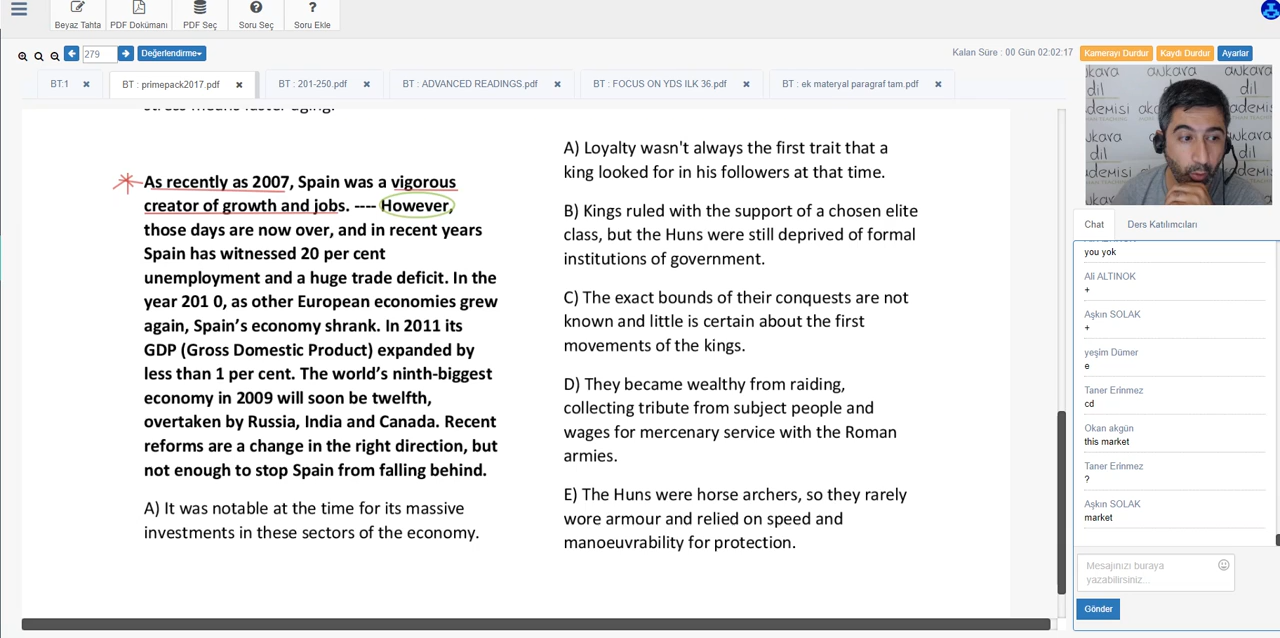 Beyaz Tahta
PDF Dokümanı
PDF Seç
Soru Seç
Soru Ekle
279
Değerlendirme
Kalan Süre : 00 Gün 02:02:17
Kamerayı Durdur
Kaydı Durdur
Ayarlar
BT:1
BT : primepack2017.pdf
BT : 201-250.pdf
BT : ADVANCED READINGS.pdf
BT : FOCUS ON YDS ILK 36.pdf
BT : ek materyal paragraf tam.pdf
stress means faster aging.
As recently as 2007, Spain was a vigorous
creator of growth and jobs. ---- However,
those days are now over, and in recent years
Spain has witnessed 20 per cent
unemployment and a huge trade deficit. In the
year 201 0, as other European economies grew
again, Spain's economy shrank. In 2011 its
GDP (Gross Domestic Product) expanded by
less than 1 per cent. The world's ninth-biggest
economy in 2009 will soon be twelfth,
overtaken by Russia, India and Canada. Recent
reforms are a change in the right direction, but
not enough to stop Spain from falling behind.
A) It was notable at the time for its massive
investments in these sectors of the economy.
A) Loyalty wasn't always the first trait that a
king looked for in his followers at that time.
B) Kings ruled with the support of a chosen elite
class, but the Huns were still deprived of formal
institutions of government.
C) The exact bounds of their conquests are not
known and little is certain about the first
movements of the kings.
D) They became wealthy from raiding,
collecting tribute from subject people and
wages for mercenary service with the Roman
armies.
E) The Huns were horse archers, so they rarely
wore armour and relied on speed and
manoeuvrability for protection.
ankara
dil
ankara
dil
Chat
Ders Katılımcıları
you yok
Ali ALTINOK
+
Aşkın SOLAK
+
yeşim Dümer
e
Taner Erinmez
cd
Okan akgün
this market
Taner Erinmez
?
Aşkın SOLAK
market
Mesajınızı buraya
yazabilirsiniz...
Gönder